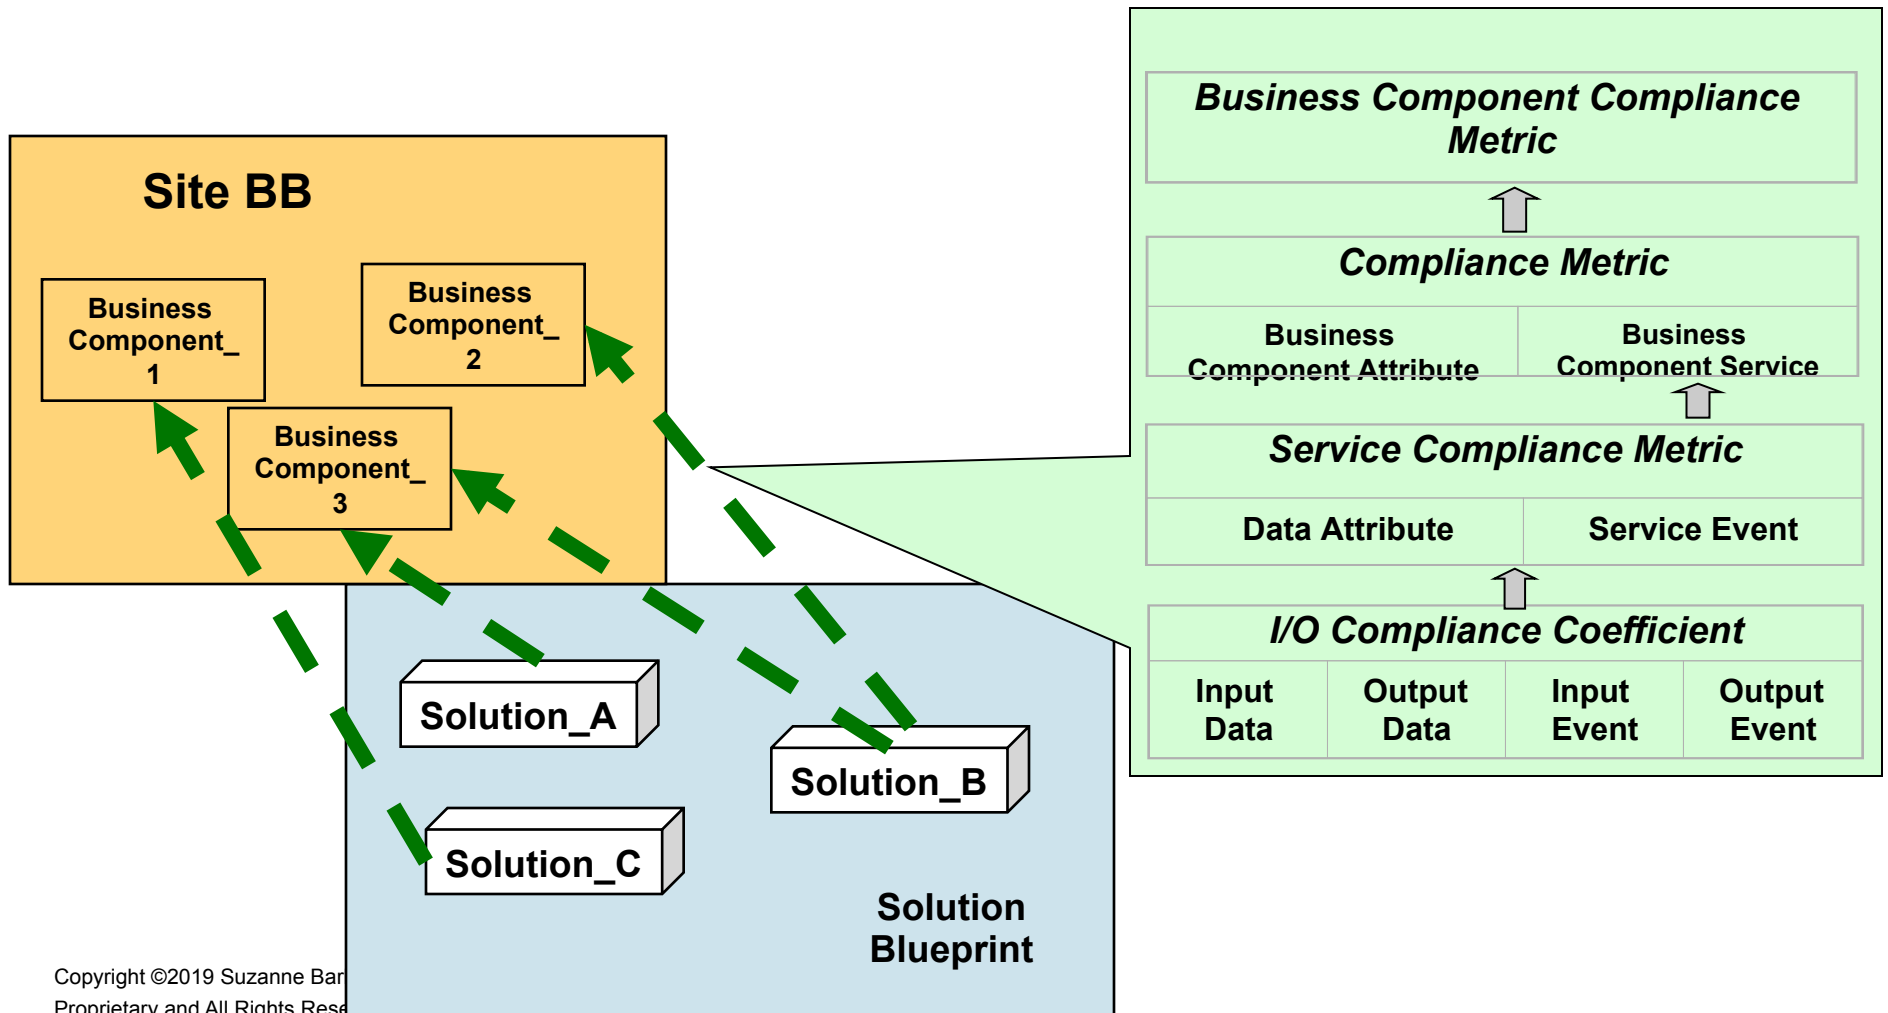 Site BB
Business
Component_
1
Business
Component_
2
Business
Component_
3
Solution_A
Solution_B
Solution_C
Solution
Blueprint
Business Component Compliance
Metric
Compliance Metric
Business
Component Attribute
Business
Component Service
Service Compliance Metric
Data Attribute
Service Event
I/O Compliance Coefficient
Input
Data
Output
Data
Input
Event
Output
Event
Copyright ©2019 Suzanne
Proprietary and All Rights